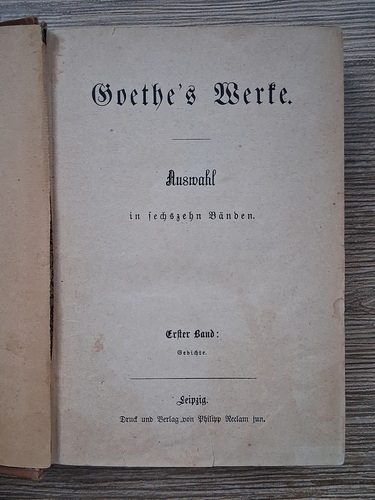 Goethe's Werke.
Auswahl
in sechszehn Bänden.
Erster Band:
Gedichte.
Leipzig.
Druck und Verlag von Philipp Reclam jun.